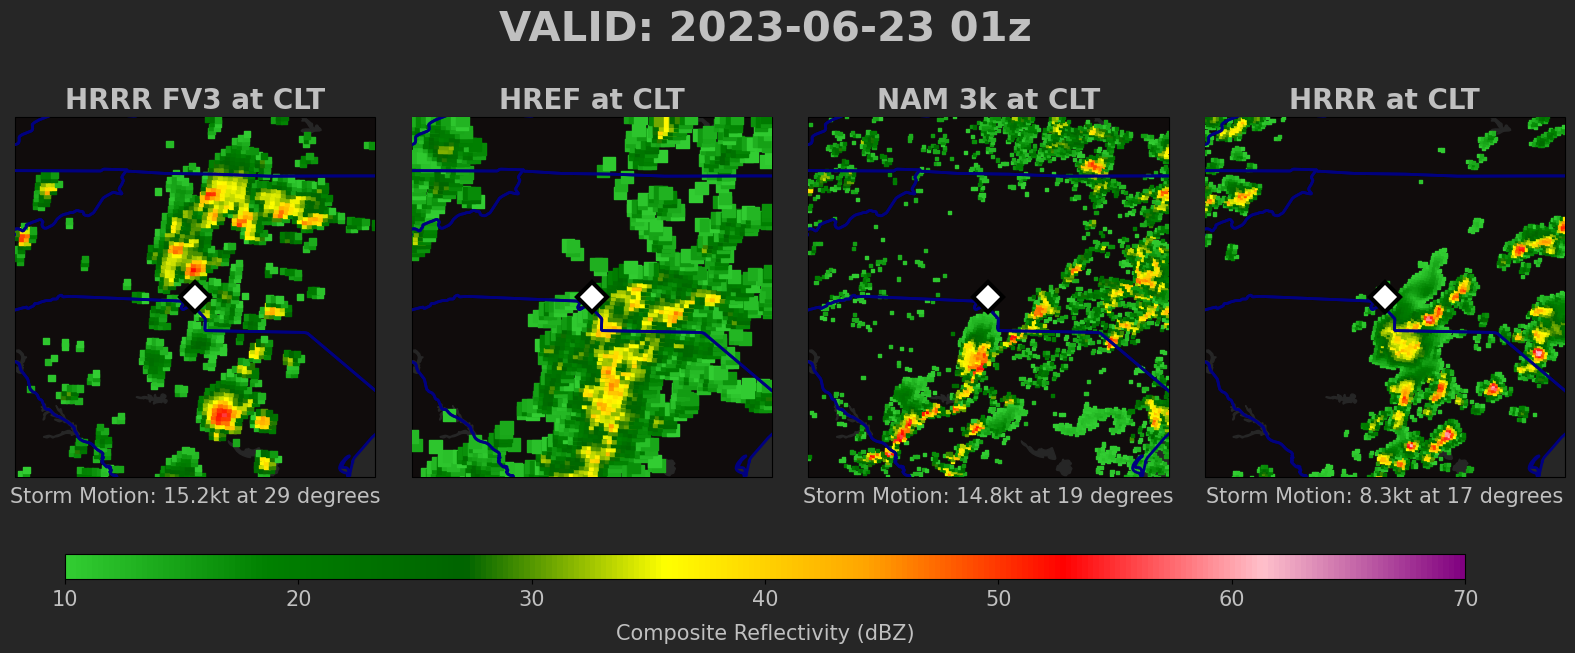 VALID: 2023-06-23 01z
HRRR FV3 at CLT
HREF at CLT
NAM 3k at CLT
HRRR at CLT
Storm Motion: 15.2kt at 29 degrees
Storm Motion: 14.8kt at 19 degrees
Storm Motion: 8.3kt at 17 degrees
10 20 30 40 50 60 70
Composite Reflectivity (dBZ)